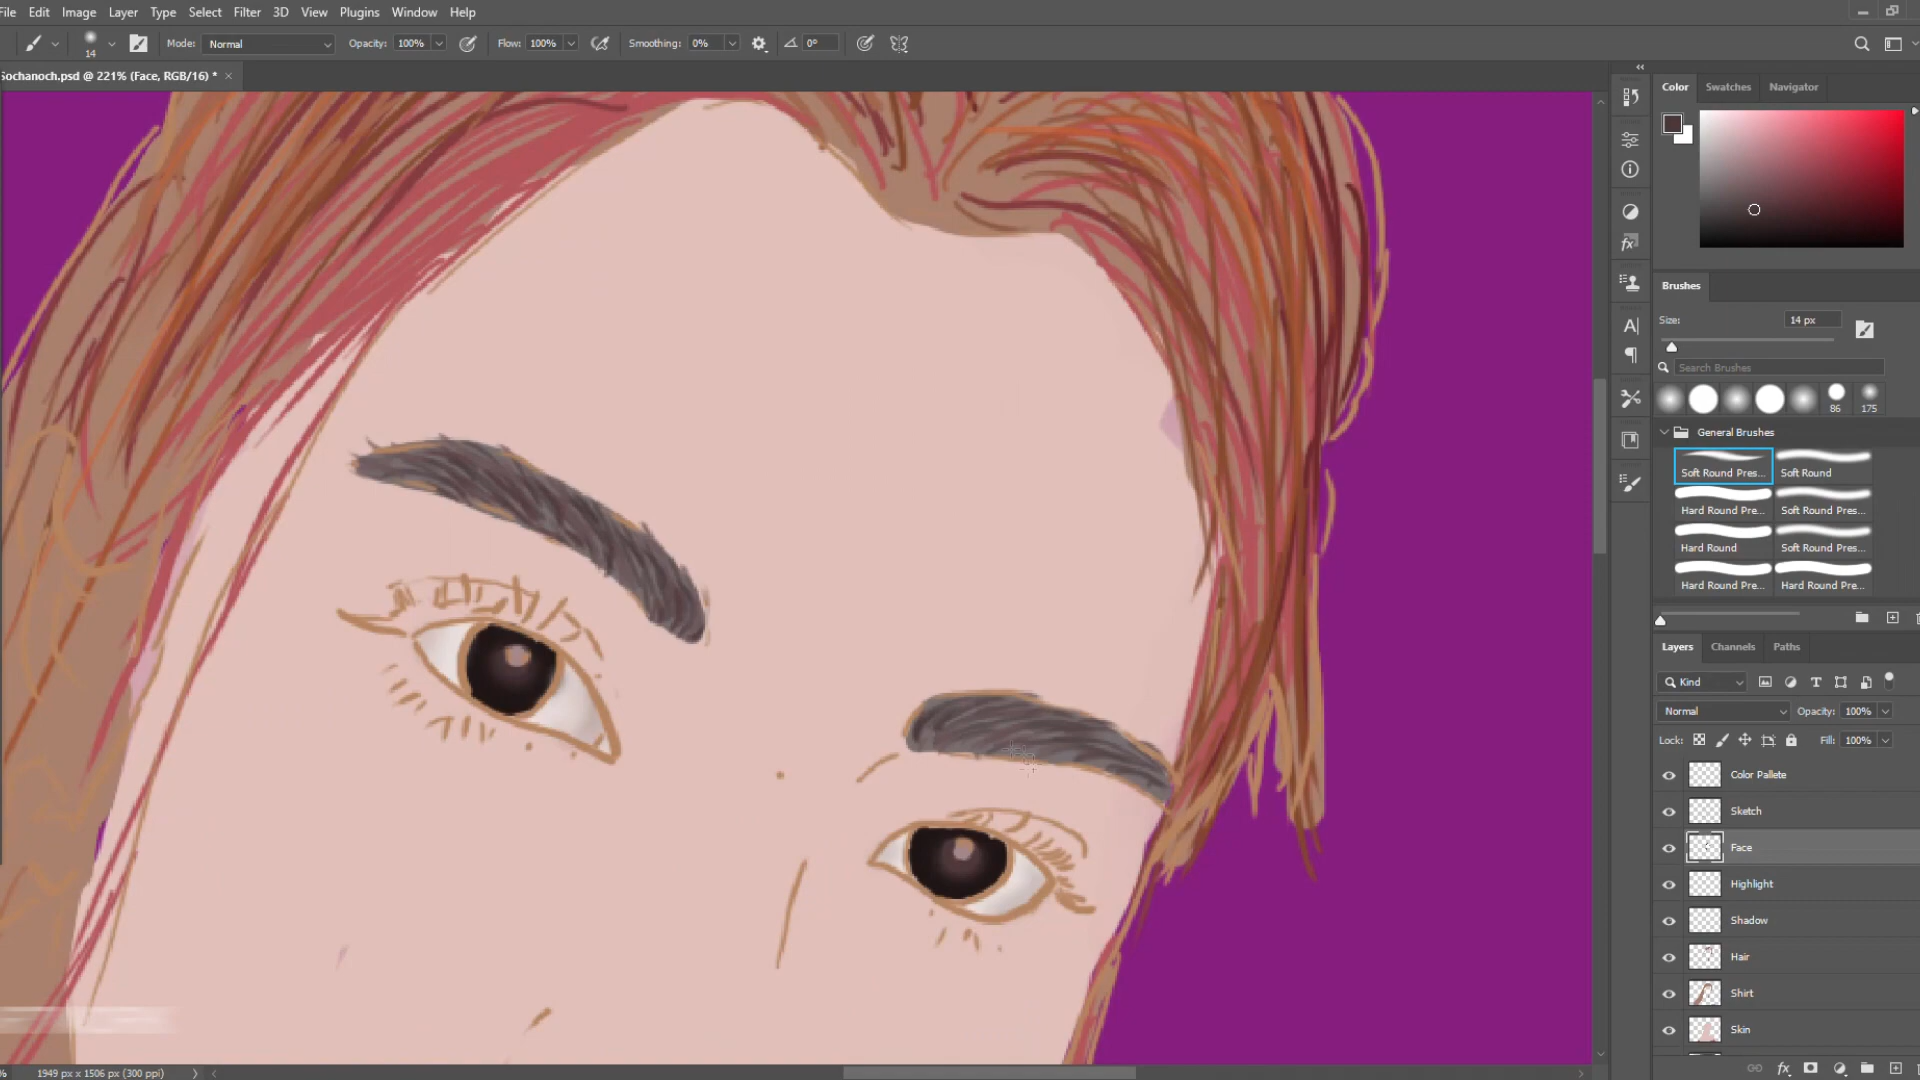 File Edit Image Layer Type Select Filter 3D View Plugins Window Help
14 Mode: Normal Opacity: 100% Flow: 100% Smoothing: 0% 0°
Sochanoch.psd @ 221% (Face, RGB/16) *
Color Swatches Navigator
Brushes
Size: 14 px
Search Brushes
86 175
General Brushes
Soft Round Pres... Soft Round
Hard Round Pre... Soft Round Pres...
Hard Round Soft Round Pres...
Hard Round Pre... Hard Round Pre...
Layers Channels Paths
Kind
Normal Opacity: 100%
Lock: Fill: 100%
Color Pallete
Sketch
Face
Highlight
Shadow
Hair
Shirt
Skin
% 1949 px x 1506 px (300 ppi)